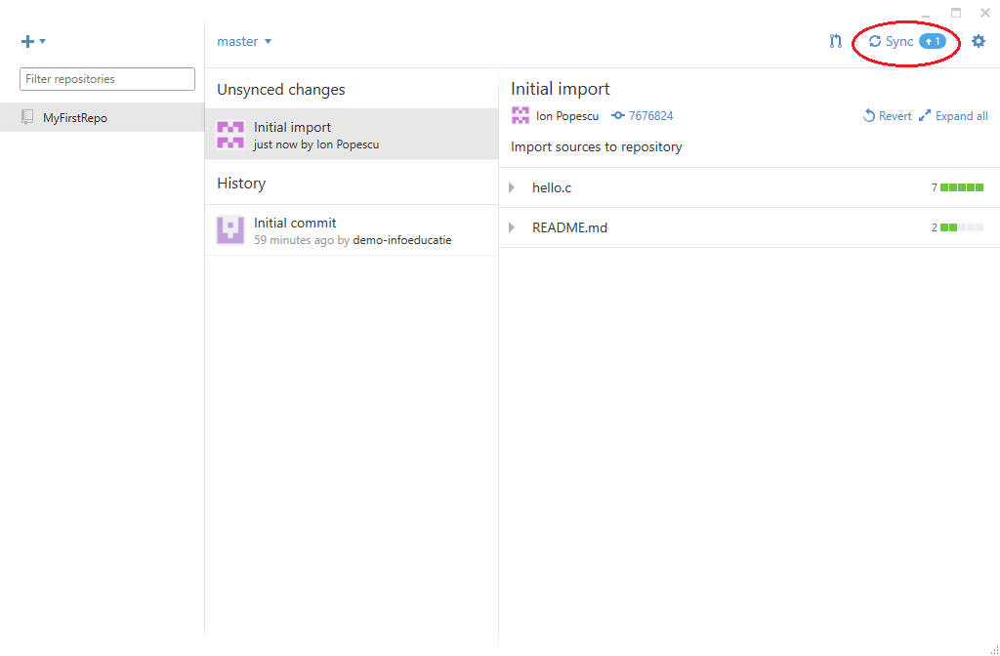 master
Sync 1
Filter repositories
MyFirstRepo
Unsynced changes
Initial import
just now by Ion Popescu
History
Initial commit
59 minutes ago by demo-infoeducatie
Initial import
Ion Popescu 7676824
Revert Expand all
Import sources to repository
hello.c 7
README.md 2